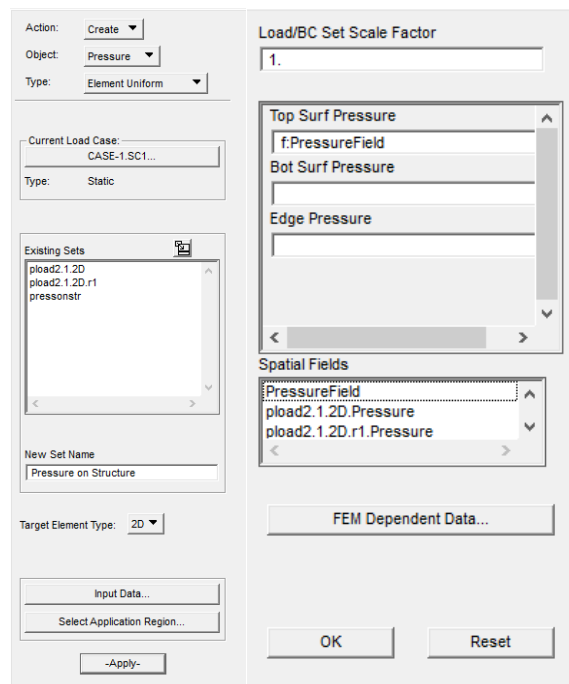 Action: Create
Object: Pressure
Type: Element Uniform
Current Load Case:
CASE-1.SC1...
Type: Static
Existing Sets
pload2.1.2D
pload2.1.2D.r1
pressonstr
New Set Name
Pressure on Structure
Target Element Type: 2D
Input Data...
Select Application Region...
-Apply-
Load/BC Set Scale Factor
1.
Top Surf Pressure
f:PressureField
Bot Surf Pressure
Edge Pressure
Spatial Fields
PressureField
pload2.1.2D.Pressure
pload2.1.2D.r1.Pressure
FEM Dependent Data...
OK Reset